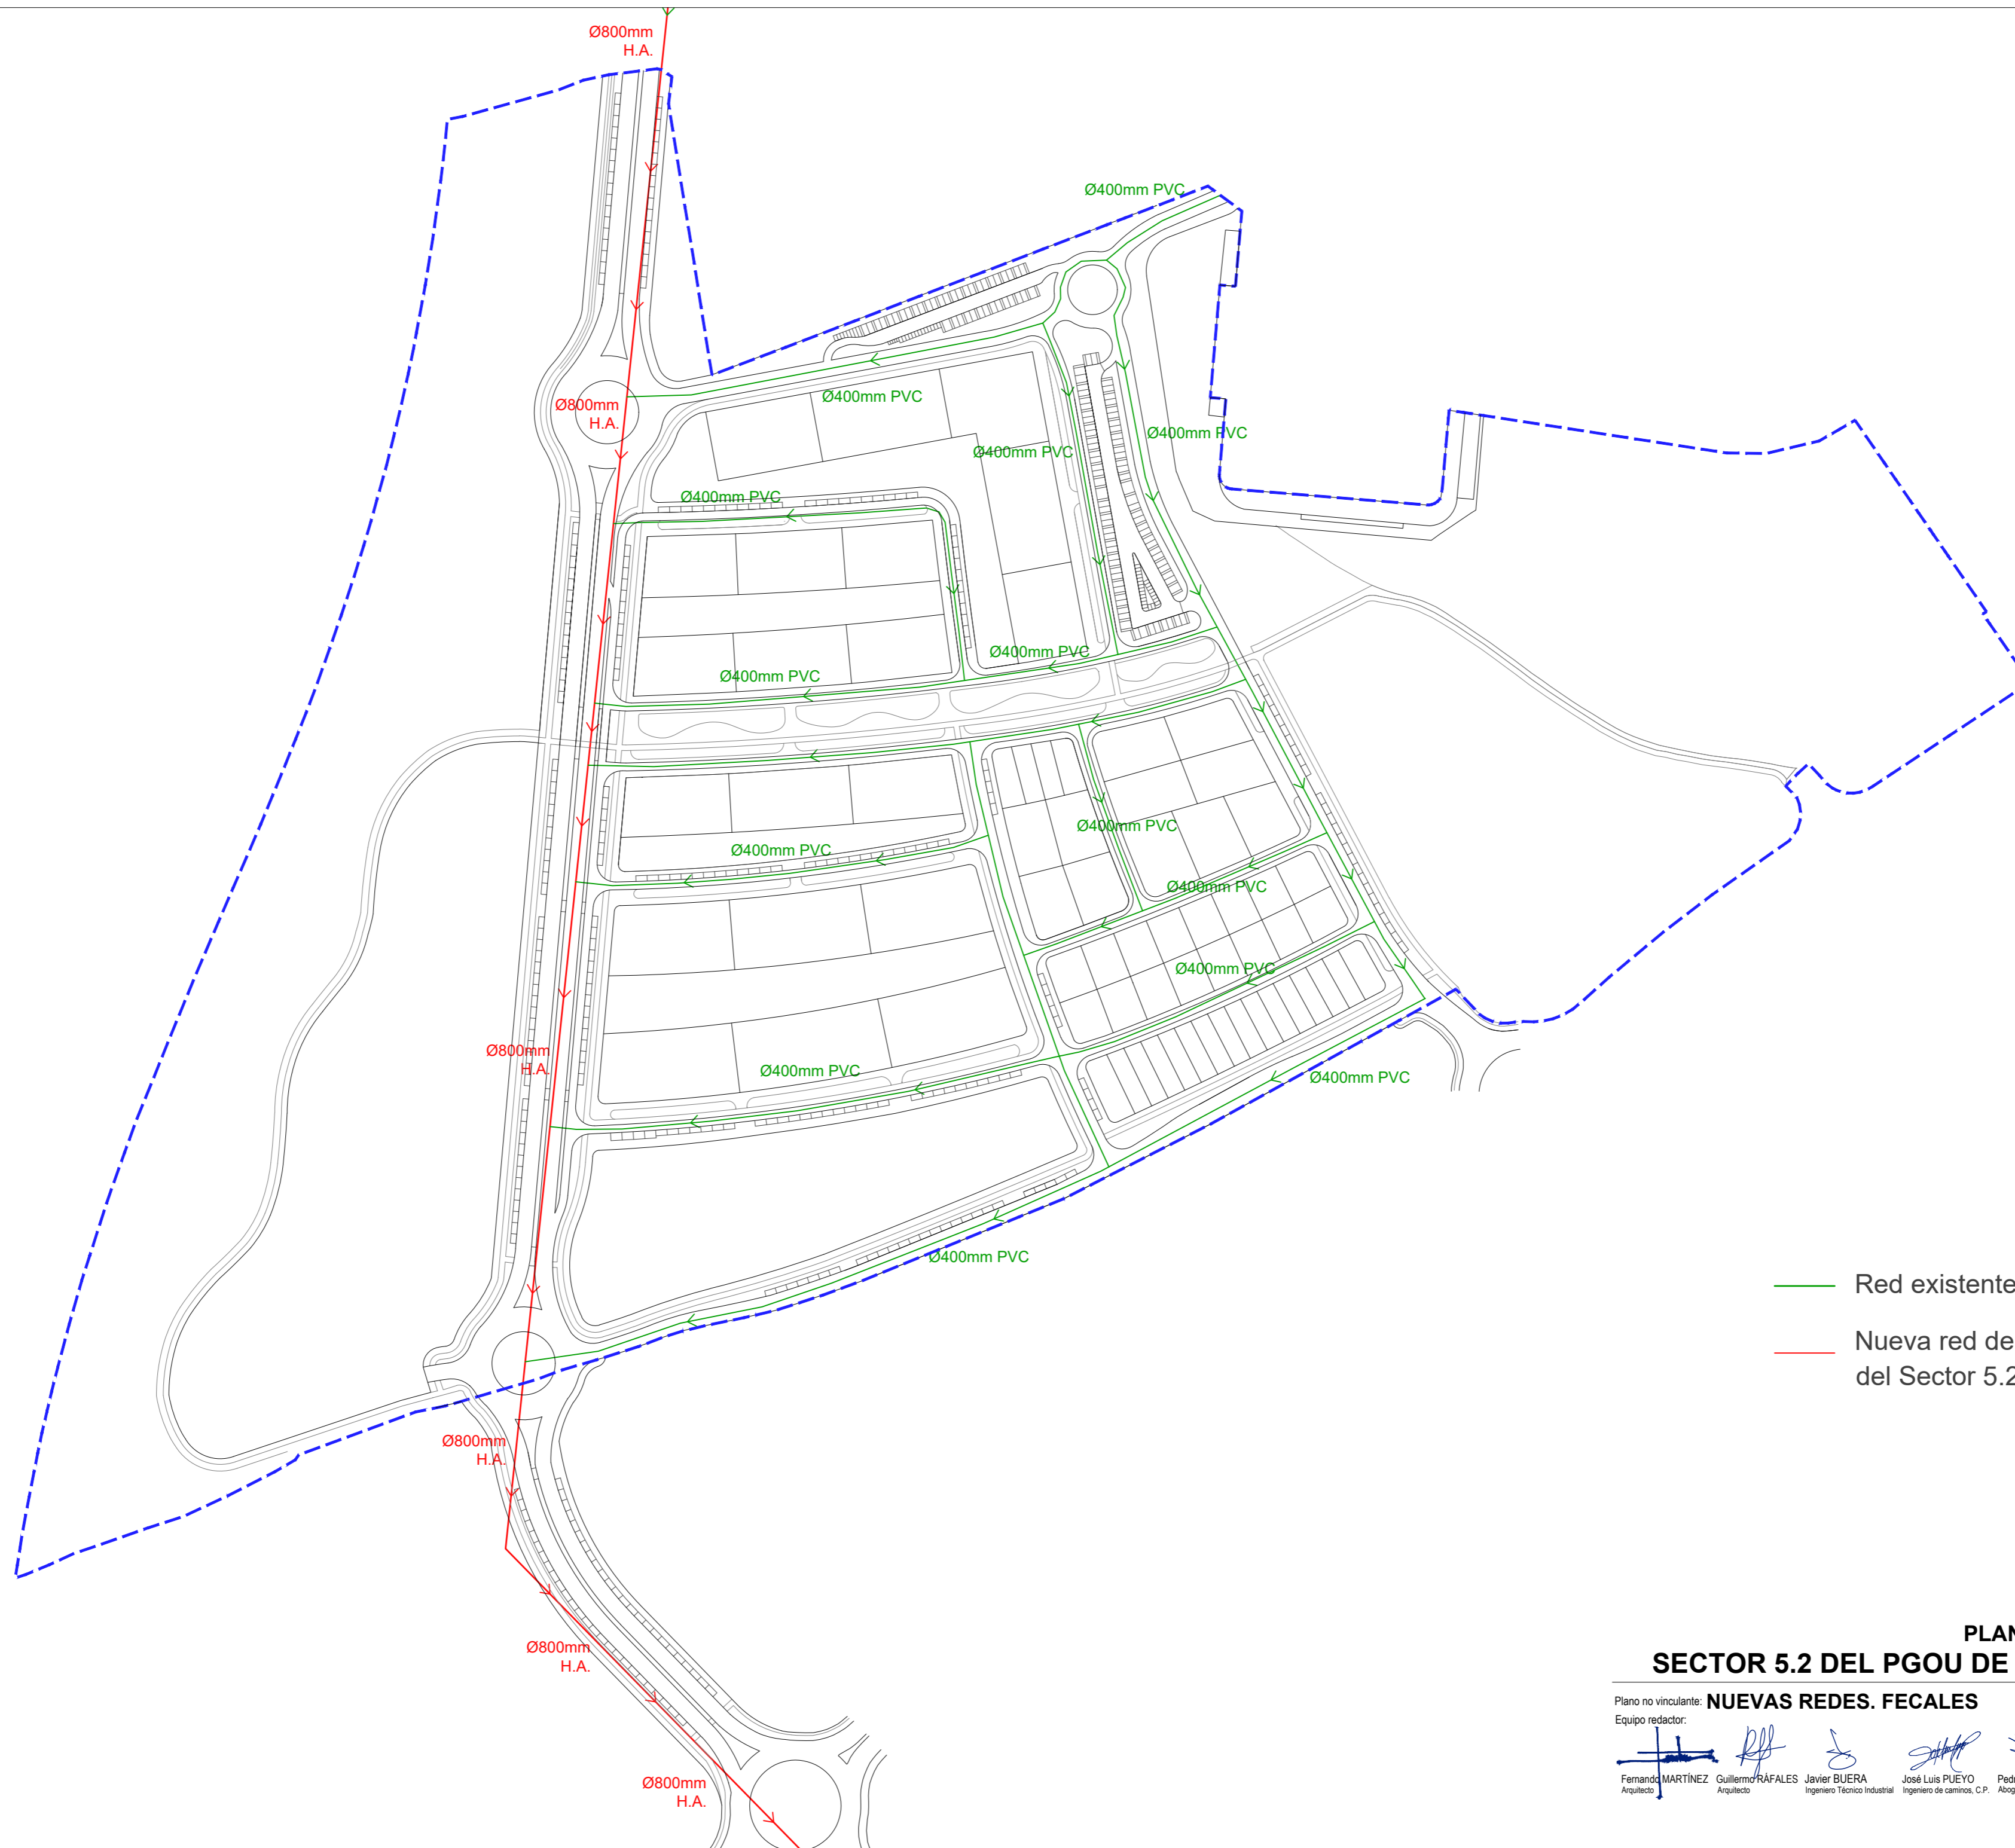 Ø800mm
H.A.
Ø400mm PVC
Ø400mm PVC
Ø800mm
H.A.
Ø400mm PVC
Ø400mm PVC
Ø400mm PVC
Ø400mm PVC
Ø400mm PVC
Ø400mm PVC
Ø400mm PVC
Ø400mm PVC
Ø400mm PVC
Ø400mm PVC
Ø800mm
H.A.
Ø400mm PVC
Ø400mm PVC
Ø400mm PVC
Red existente
Nueva red de
del Sector 5.2
Ø800mm
H.A.
Ø800mm
H.A.
Ø800mm
H.A.
PLAN
SECTOR 5.2 DEL PGOU DE
Plano no vinculante: NUEVAS REDES. FECALES
Equipo redactor:
Fernando MARTÍNEZ Guillermo RÁFALES Javier BUERA José Luis PUEYO
Arquitecto Arquitecto Ingeniero Técnico Industrial Ingeniero de caminos, C.P.